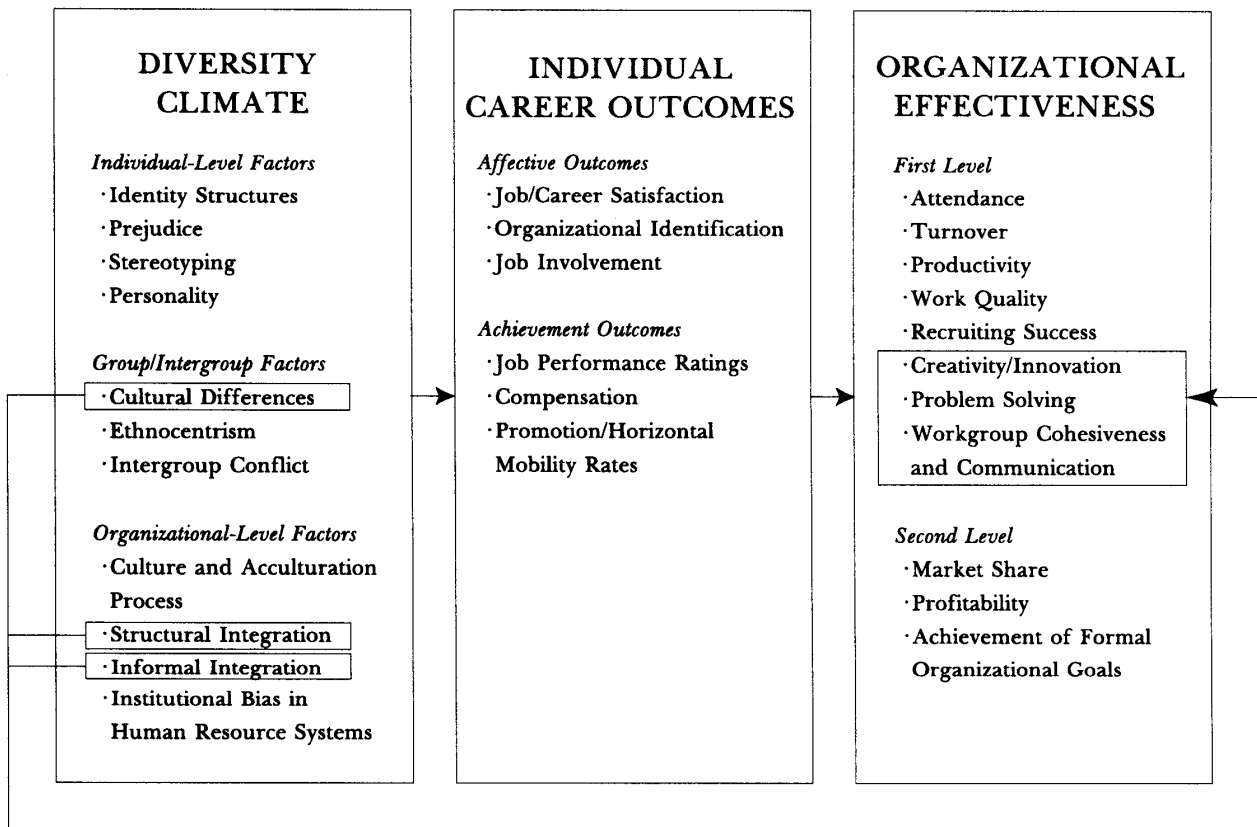 DIVERSITY
CLIMATE
Individual-Level Factors
·Identity Structures
·Prejudice
·Stereotyping
·Personality
Group/Intergroup Factors
·Cultural Differences
·Ethnocentrism
·Intergroup Conflict
Organizational-Level Factors
·Culture and Acculturation
Process
·Structural Integration
·Informal Integration
·Institutional Bias in
Human Resource Systems
INDIVIDUAL
CAREER OUTCOMES
Affective Outcomes
·Job/Career Satisfaction
·Organizational Identification
·Job Involvement
Achievement Outcomes
·Job Performance Ratings
·Compensation
·Promotion/Horizontal
Mobility Rates
ORGANIZATIONAL
EFFECTIVENESS
First Level
·Attendance
·Turnover
·Productivity
·Work Quality
·Recruiting Success
·Creativity/Innovation
·Problem Solving
·Workgroup Cohesiveness
and Communication
Second Level
·Market Share
·Profitability
·Achievement of Formal
Organizational Goals